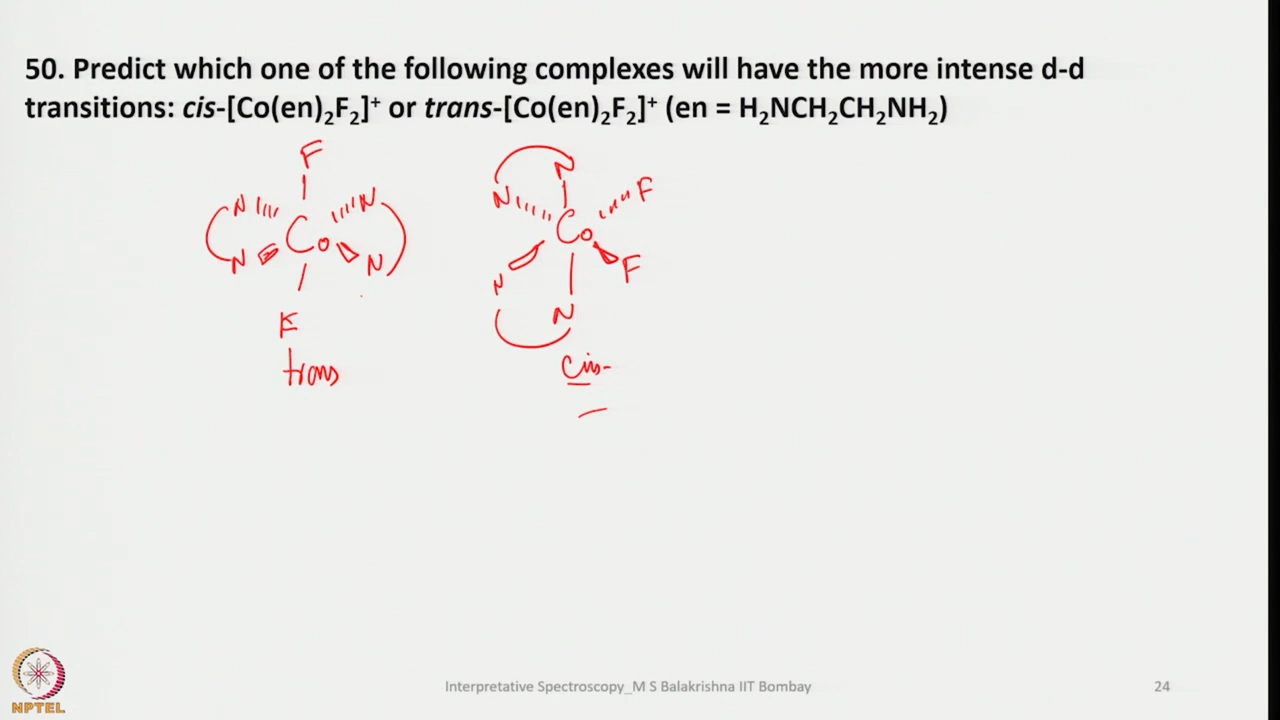 50. Predict which one of the following complexes will have the more intense d-d
transitions: cis-[Co(en)₂F₂]⁺ or trans-[Co(en)₂F₂]⁺ (en = H₂NCH₂CH₂NH₂)
F
N N
Co
N N
F
trans
N
N F
Co
N F
N
cis-
Interpretative Spectroscopy_M S Balakrishna IIT Bombay
24
NPTEL